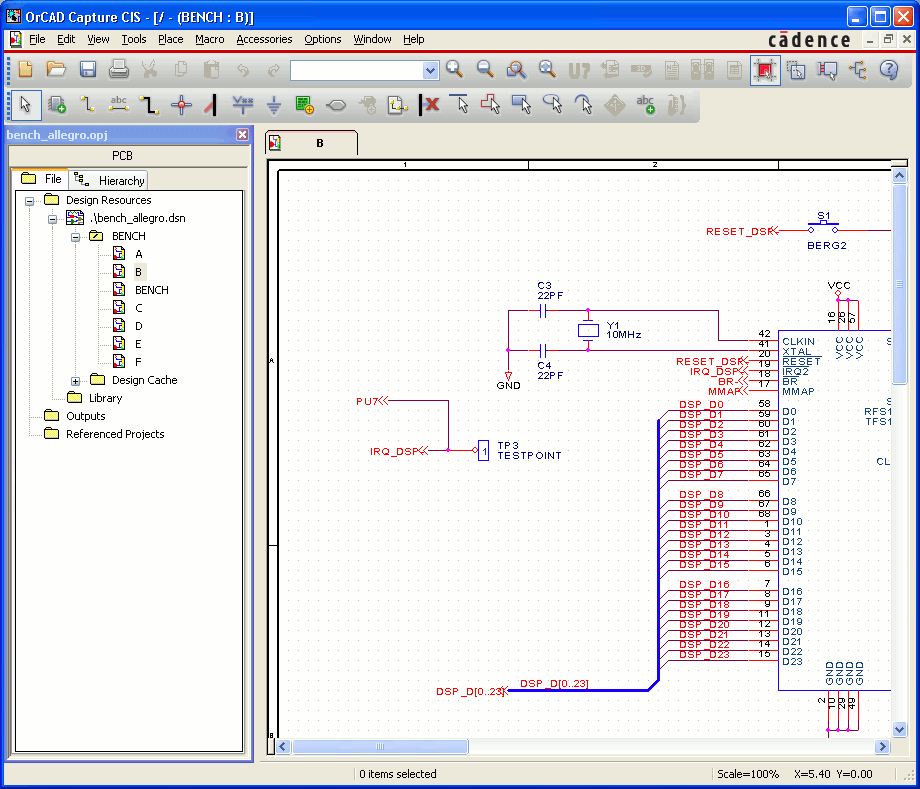 OrCAD Capture CIS - [/ - (BENCH : B)]
File Edit View Tools Place Macro Accessories Options Window Help
cādence
U?
abc
abc
bench_allegro.opj
PCB
File Hierarchy
Design Resources
.\bench_allegro.dsn
BENCH
A
B
BENCH
C
D
E
F
Design Cache
Library
Outputs
Referenced Projects
B
1 2
A
B
S1
RESET_DSP
BERG2
C3
22PF
Y1
10MHz
C4
22PF
GND
VCC
16 26 57
VCC VCC VCC
42 CLKIN
41 XTAL
RESET_DSP 20 RESET
IRQ_DSP 19 IRQ2
BR 18 BR
MMAP 17 MMAP
PU7
IRQ_DSP
1
TP3
TESTPOINT
DSP_D0 58 D0
DSP_D1 59 D1
DSP_D2 60 D2
DSP_D3 61 D3
DSP_D4 62 D4
DSP_D5 63 D5
DSP_D6 64 D6
DSP_D7 65 D7
RFS1
TFS1
CL
DSP_D8 66 D8
DSP_D9 67 D9
DSP_D10 68 D10
DSP_D11 1 D11
DSP_D12 3 D12
DSP_D13 4 D13
DSP_D14 5 D14
DSP_D15 6 D15
DSP_D16 7 D16
DSP_D17 8 D17
DSP_D18 9 D18
DSP_D19 11 D19
DSP_D20 12 D20
DSP_D21 13 D21
DSP_D22 14 D22
DSP_D23 15 D23
GND GND GND GND
2 10 29 49
DSP_D[0..23] DSP_D[0..23]
0 items selected
Scale=100% X=5.40 Y=0.00